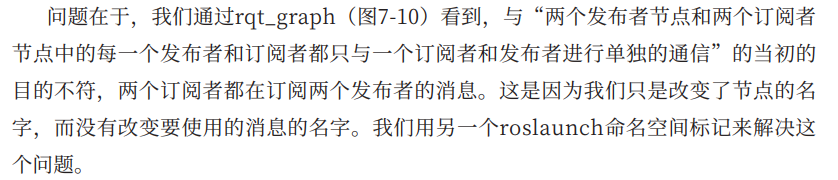 问题在于，我们通过rqt_graph（图7-10）看到，与“两个发布者节点和两个订阅者
节点中的每一个发布者和订阅者都只与一个订阅者和发布者进行单独的通信”的当初的
目的不符，两个订阅者都在订阅两个发布者的消息。这是因为我们只是改变了节点的名
字，而没有改变要使用的消息的名字。我们用另一个roslaunch命名空间标记来解决这
个问题。